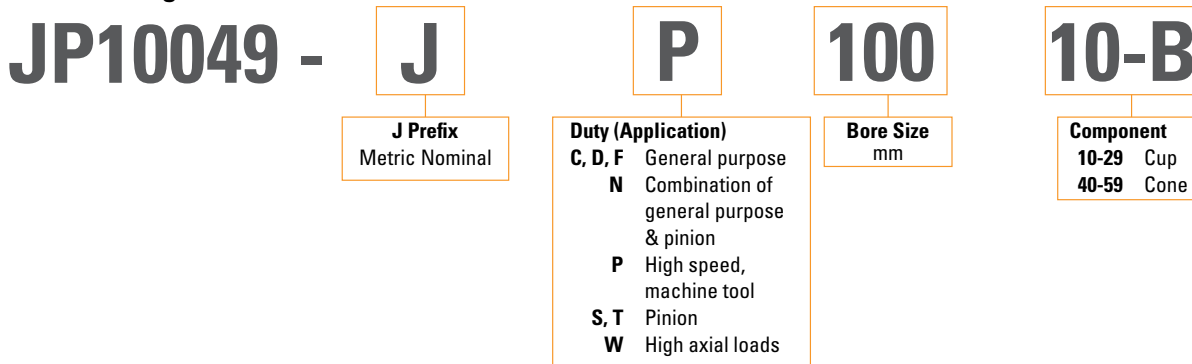 JP10049 - J P 100 10-B
J Prefix
Metric Nominal
Duty (Application)
C, D, F General purpose
N Combination of
general purpose
& pinion
P High speed,
machine tool
S, T Pinion
W High axial loads
Bore Size
mm
Component
10-29 Cup
40-59 Cone